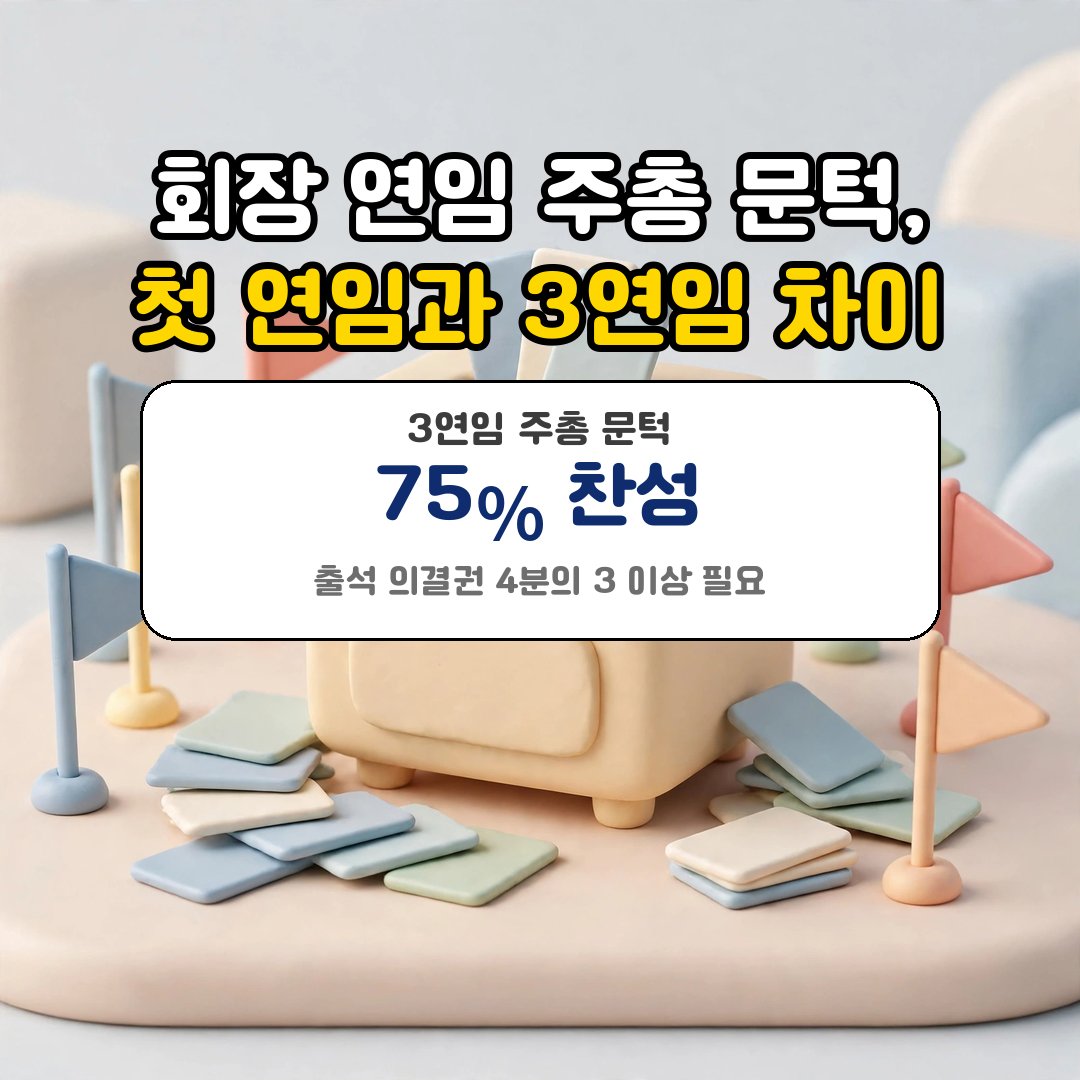 회장 연임 주총 문턱,
첫 연임과 3연임 차이
3연임 주총 문턱
75% 찬성
출석 의결권 4분의 3 이상 필요